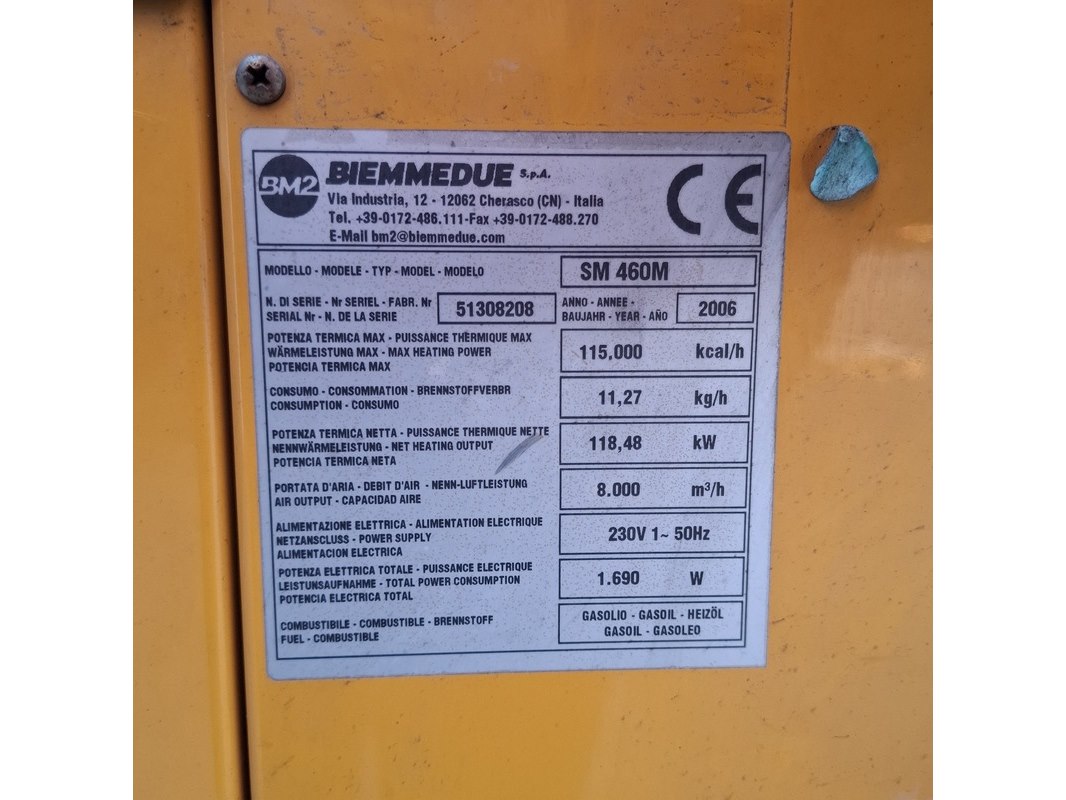 BM2
BIEMMEDUE S.p.A.
Via Industria, 12 - 12062 Cherasco (CN) - Italia
Tel. +39-0172-486.111-Fax +39-0172-488.270
E-Mail bm2@biemmedue.com
CE
MODELLO - MODELE - TYP - MODEL - MODELO
SM 460M
N. DI SERIE - Nr SERIEL - FABR. Nr
SERIAL Nr - N. DE LA SERIE
51308208
ANNO - ANNEE -
BAUJAHR - YEAR - AÑO
2006
POTENZA TERMICA MAX - PUISSANCE THERMIQUE MAX
WÄRMELEISTUNG MAX - MAX HEATING POWER
POTENCIA TERMICA MAX
115.000 kcal/h
CONSUMO - CONSOMMATION - BRENNSTOFFVERBR
CONSUMPTION - CONSUMO
11,27 kg/h
POTENZA TERMICA NETTA - PUISSANCE THERMIQUE NETTE
NENNWÄRMELEISTUNG - NET HEATING OUTPUT
POTENCIA TERMICA NETA
118,48 kW
PORTATA D'ARIA - DEBIT D'AIR - NENN-LUFTLEISTUNG
AIR OUTPUT - CAPACIDAD AIRE
8.000 m³/h
ALIMENTAZIONE ELETTRICA - ALIMENTATION ELECTRIQUE
NETZANSCLUSS - POWER SUPPLY
ALIMENTACION ELECTRICA
230V 1~ 50Hz
POTENZA ELETTRICA TOTALE - PUISSANCE ELECTRIQUE
LEISTUNSAUFNAHME - TOTAL POWER CONSUMPTION
POTENCIA ELECTRICA TOTAL
1.690 W
COMBUSTIBILE - COMBUSTIBLE - BRENNSTOFF
FUEL - COMBUSTIBLE
GASOLIO - GASOIL - HEIZÖL
GASOIL - GASOLEO